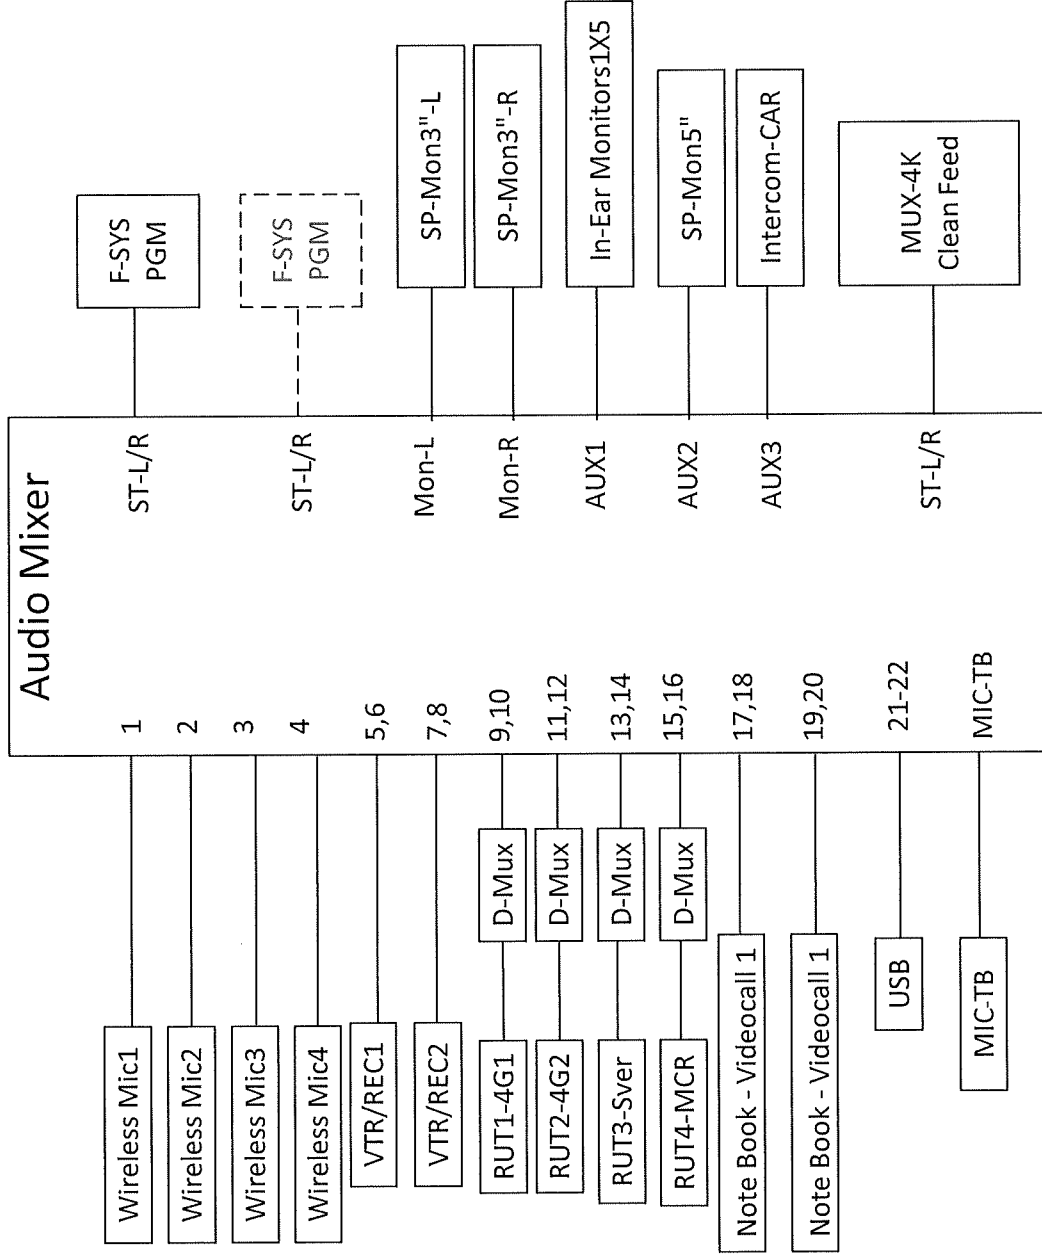 Audio Mixer
Wireless Mic1
1
Wireless Mic2
2
Wireless Mic3
3
Wireless Mic4
4
VTR/REC1
5,6
VTR/REC2
7,8
RUT1-4G1
D-Mux
9,10
RUT2-4G2
D-Mux
11,12
RUT3-Sver
D-Mux
13,14
RUT4-MCR
D-Mux
15,16
Note Book - Videocall 1
17,18
Note Book - Videocall 1
19,20
USB
21-22
MIC-TB
MIC-TB
ST-L/R
F-SYS
PGM
ST-L/R
F-SYS
PGM
Mon-L
SP-Mon3"-L
Mon-R
SP-Mon3"-R
AUX1
In-Ear Monitors1X5
AUX2
SP-Mon5"
AUX3
Intercom-CAR
ST-L/R
MUX-4K
Clean Feed